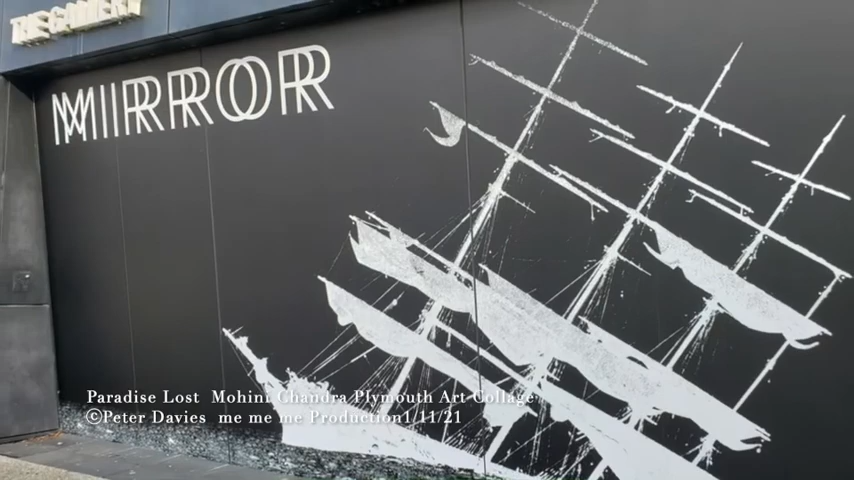 THE GALLERY
MIRROR
Paradise Lost Mohini Chandra Plymouth Art Collage
©Peter Davies me me me Production1/11/21